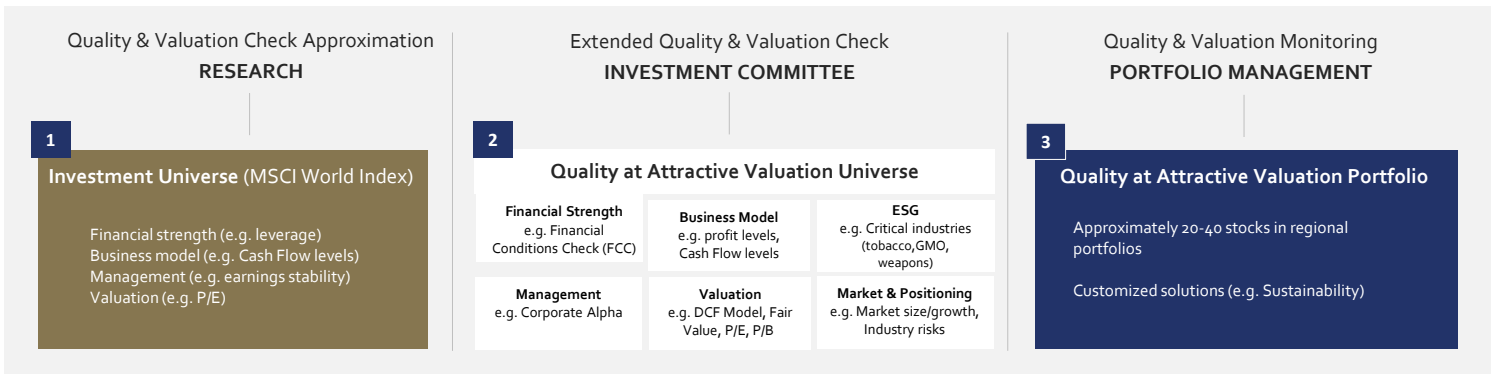 Quality & Valuation Check Approximation
RESEARCH
1
Investment Universe (MSCI World Index)
Financial strength (e.g. leverage)
Business model (e.g. Cash Flow levels)
Management (e.g. earnings stability)
Valuation (e.g. P/E)
Extended Quality & Valuation Check
INVESTMENT COMMITTEE
2
Quality at Attractive Valuation Universe
Financial Strength
e.g. Financial
Conditions Check (FCC)
Business Model
e.g. profit levels,
Cash Flow levels
ESG
e.g. Critical industries
(tobacco,GMO,
weapons)
Management
e.g. Corporate Alpha
Valuation
e.g. DCF Model, Fair
Value, P/E, P/B
Market & Positioning
e.g. Market size/growth,
Industry risks
Quality & Valuation Monitoring
PORTFOLIO MANAGEMENT
3
Quality at Attractive Valuation Portfolio
Approximately 20-40 stocks in regional
portfolios
Customized solutions (e.g. Sustainability)